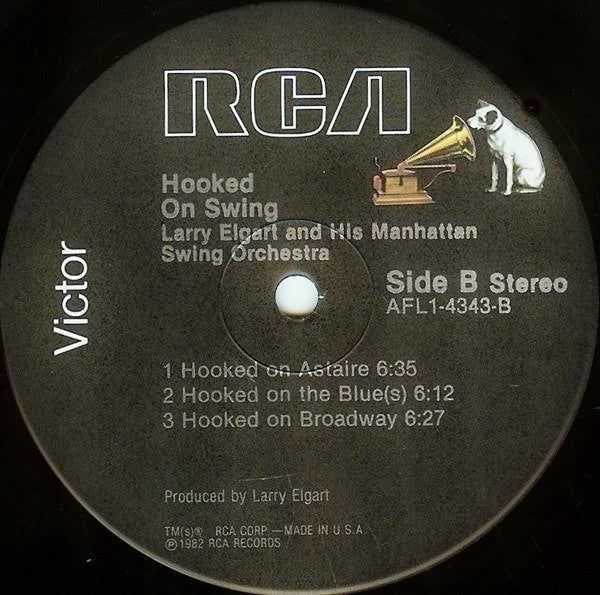 RCA
Hooked
On Swing
Larry Elgart and His Manhattan
Swing Orchestra
Victor
Side B Stereo
AFL1-4343-B
1 Hooked on Astaire 6:35
2 Hooked on the Blue(s) 6:12
3 Hooked on Broadway 6:27
Produced by Larry Elgart
TM(s)® RCA CORP.—MADE IN U.S.A.
℗1982 RCA RECORDS